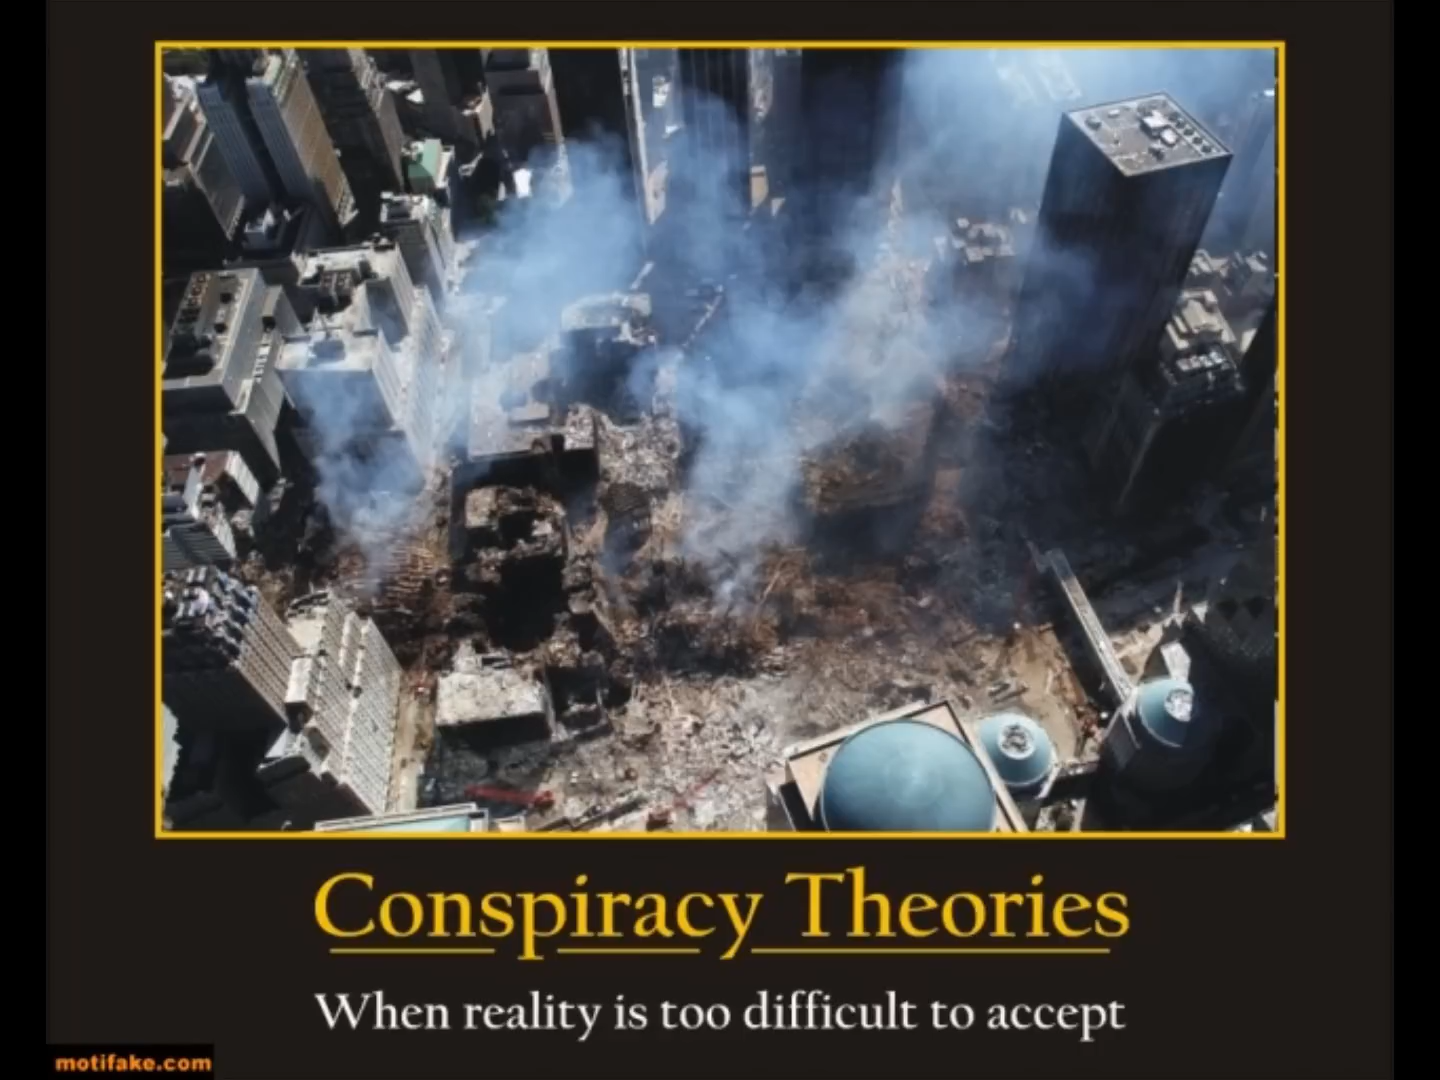 Conspiracy Theories
When reality is too difficult to accept
motifake.com